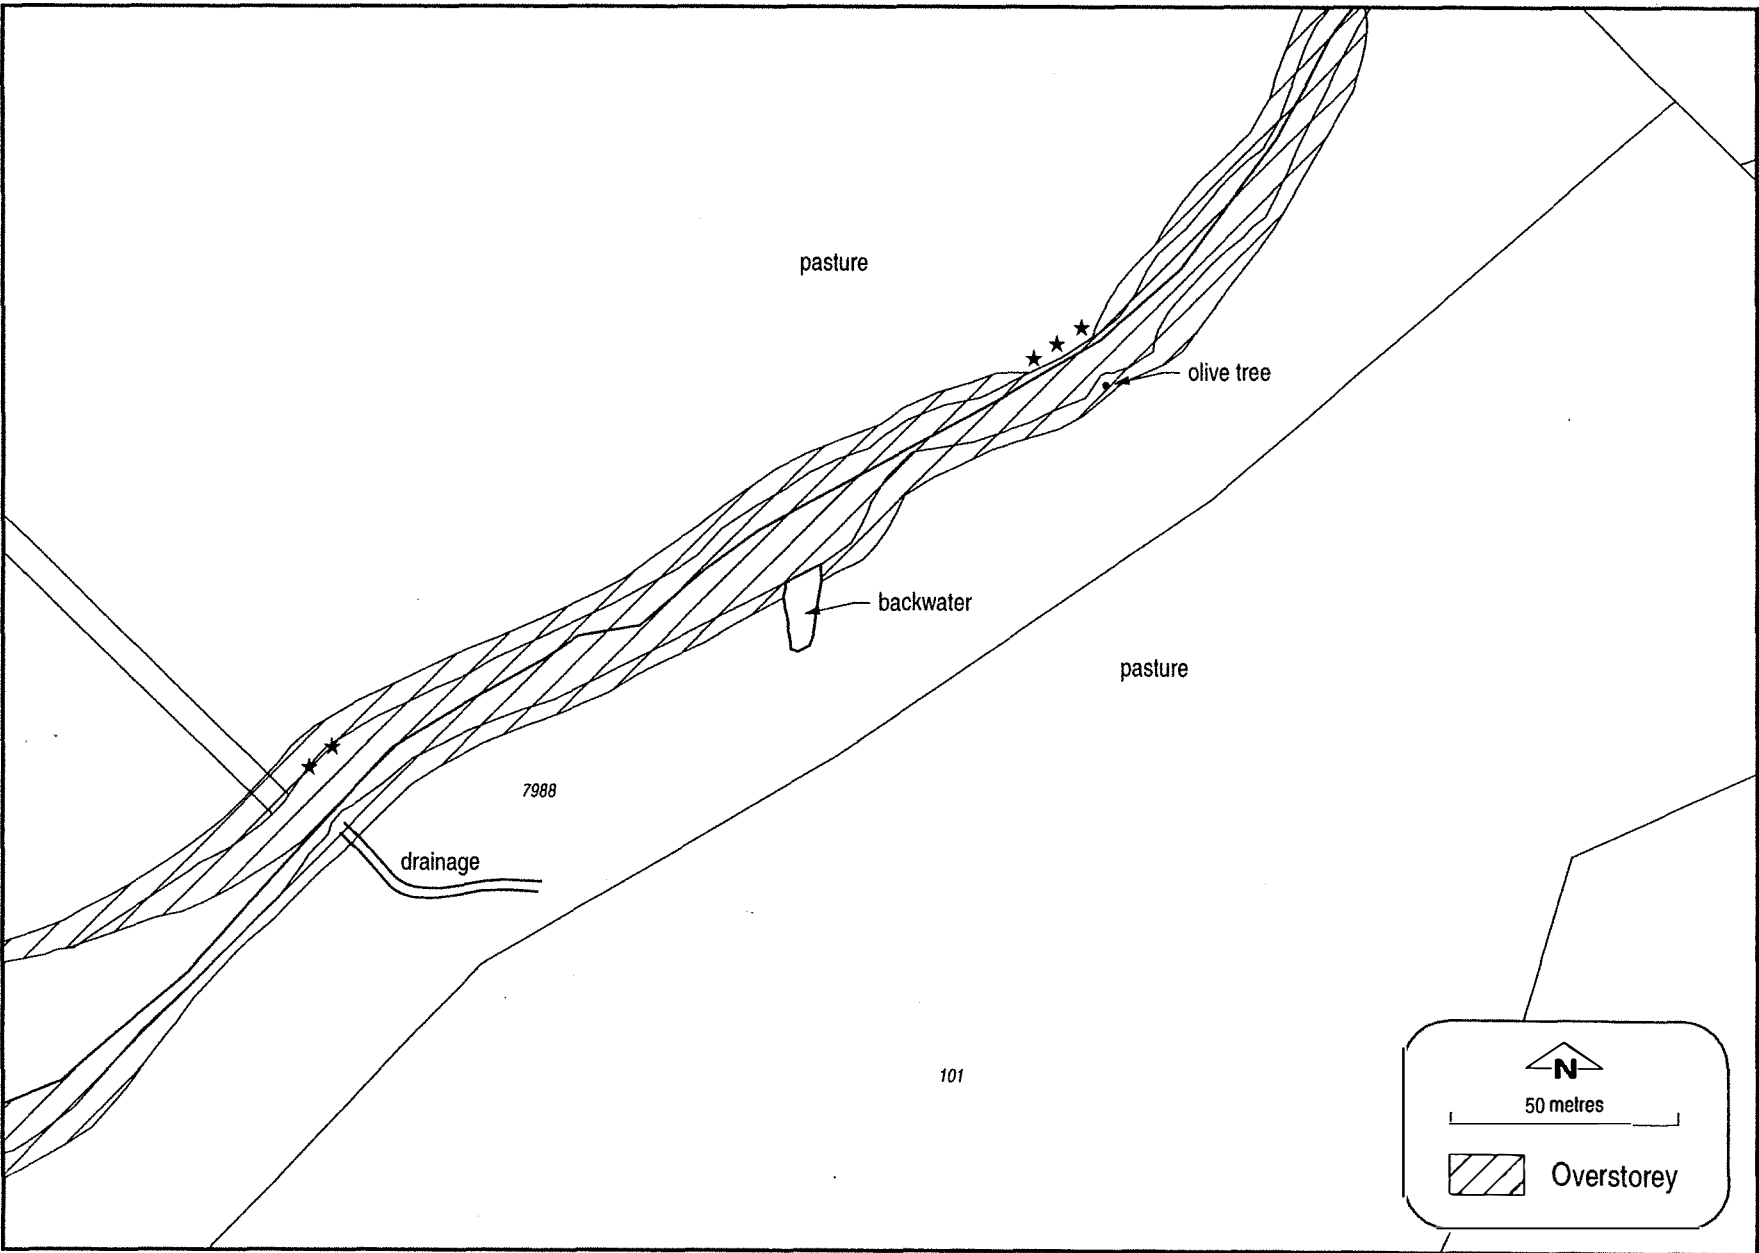 pasture
olive tree
backwater
pasture
7988
drainage
101
N
50 metres
Overstorey